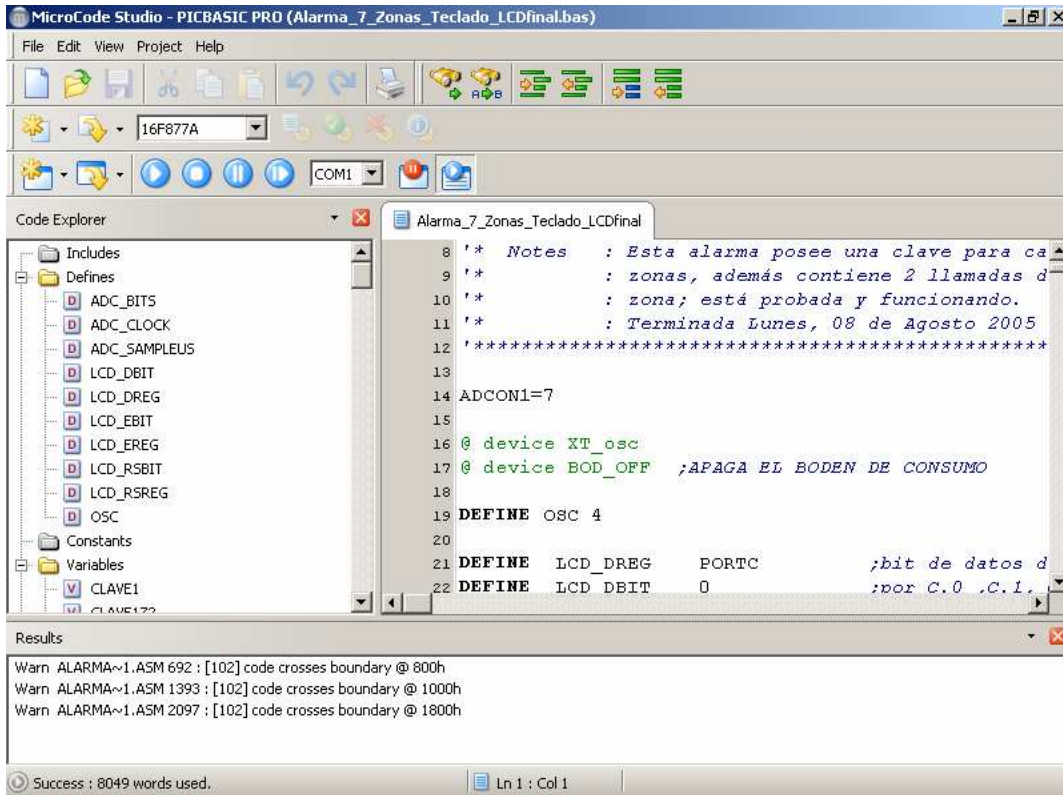 MicroCode Studio - PICBASIC PRO (Alarma_7_Zonas_Teclado_LCDfinal.bas)
File Edit View Project Help
A B
16F877A
COM1
Code Explorer
Alarma_7_Zonas_Teclado_LCDfinal
Includes
Defines
D ADC_BITS
D ADC_CLOCK
D ADC_SAMPLEUS
D LCD_DBIT
D LCD_DREG
D LCD_EBIT
D LCD_EREG
D LCD_RSBIT
D LCD_RSREG
D OSC
Constants
Variables
V CLAVE1
V CLAVE1Z2
8 '* Notes : Esta alarma posee una clave para ca
9 '* : zonas, además contiene 2 llamadas d
10 '* : zona; está probada y funcionando.
11 '* : Terminada Lunes, 08 de Agosto 2005
12 '*************************************************
13
14 ADCON1=7
15
16 @ device XT_osc
17 @ device BOD_OFF ;APAGA EL BODEN DE CONSUMO
18
19 DEFINE OSC 4
20
21 DEFINE LCD_DREG PORTC ;bit de datos d
22 DEFINE LCD_DBIT 0 ;por C.0 ,C.1,
Results
Warn ALARMA~1.ASM 692 : [102] code crosses boundary @ 800h
Warn ALARMA~1.ASM 1393 : [102] code crosses boundary @ 1000h
Warn ALARMA~1.ASM 2097 : [102] code crosses boundary @ 1800h
Success : 8049 words used.
Ln 1 : Col 1